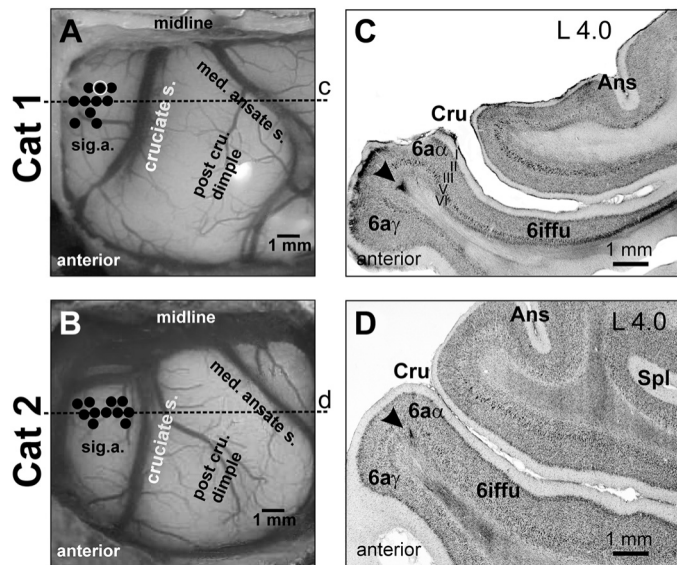 Cat 1
A
midline
sig.a.
cruciate s.
med. ansate s.
post cru.
dimple
c
anterior
1 mm
C
L 4.0
Ans
Cru
6aα
I
II
III
V
VI
6aγ
6iffu
anterior
1 mm
Cat 2
B
midline
sig.a.
cruciate s.
med. ansate s.
post cru.
dimple
d
anterior
1 mm
D
L 4.0
Ans
Cru
Spl
6aα
6aγ
6iffu
anterior
1 mm